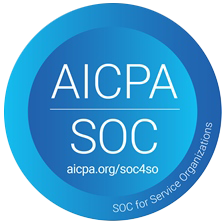 AICPA
SOC
aicpa.org/soc4so
SOC for Service Organizations